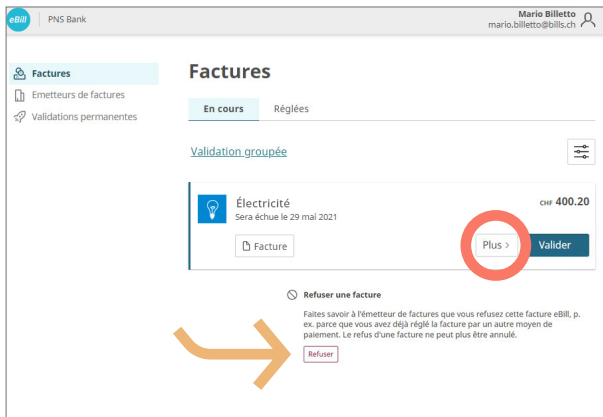 eBill PNS Bank
Mario Billetto
mario.billetto@bills.ch
Factures
Emetteurs de factures
Validations permanentes
Factures
En cours Réglées
Validation groupée
Électricité
Sera échue le 29 mai 2021
CHF 400.20
Facture
Plus >
Valider
Refuser une facture
Faites savoir à l'émetteur de factures que vous refusez cette facture eBill, p.
ex. parce que vous avez déjà réglé la facture par un autre moyen de
paiement. Le refus d'une facture ne peut plus être annulé.
Refuser